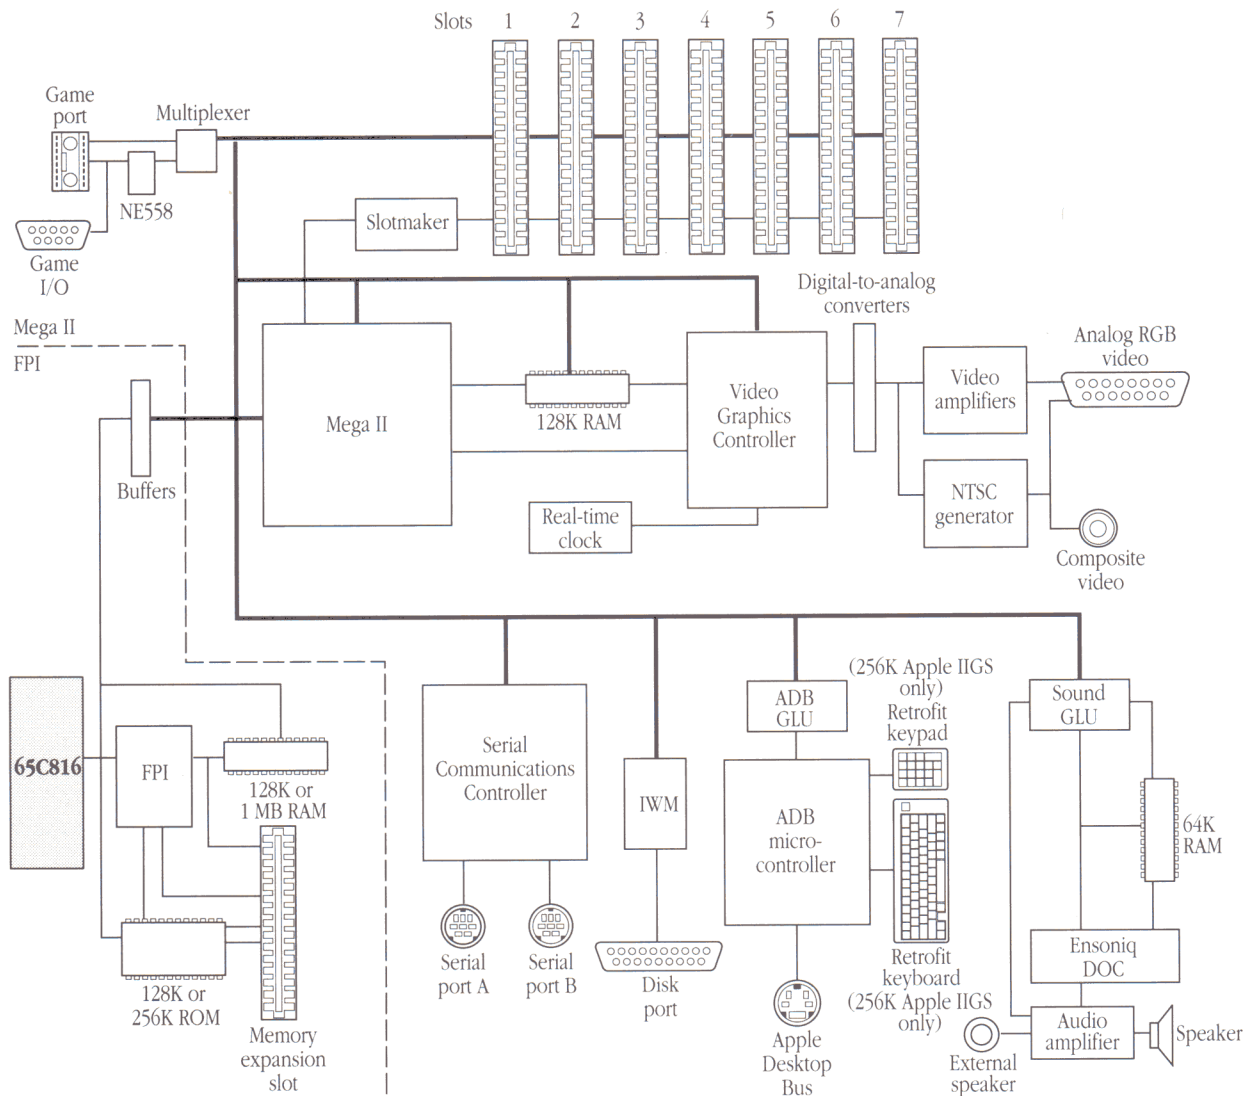 Slots 1 2 3 4 5 6 7
Game
port
Multiplexer
NE558
Game
I/O
Slotmaker
Mega II
FPI
Digital-to-analog
converters
Analog RGB
video
Mega II
128K RAM
Video
Graphics
Controller
Video
amplifiers
NTSC
generator
Composite
video
Buffers
Real-time
clock
65C816
FPI
128K or
1 MB RAM
128K or
256K ROM
Memory
expansion
slot
Serial
Communications
Controller
Serial
port A
Serial
port B
IWM
Disk
port
ADB
GLU
ADB
micro-
controller
Apple
Desktop
Bus
(256K Apple IIGS
only)
Retrofit
keypad
Retrofit
keyboard
(256K Apple IIGS
only)
Sound
GLU
64K
RAM
Ensoniq
DOC
Audio
amplifier
External
speaker
Speaker